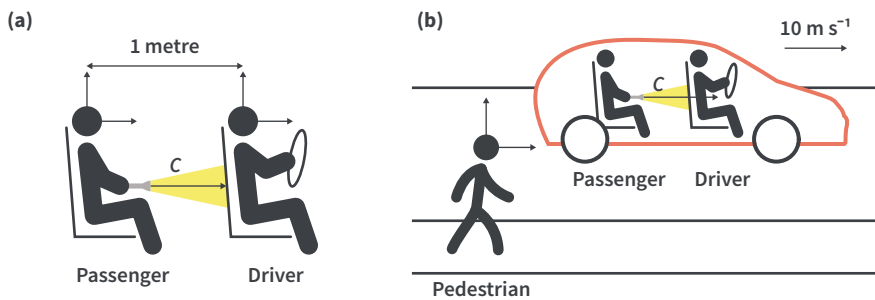 (a)
1 metre
C
Passenger
Driver
(b)
10 m s⁻¹
C
Passenger
Driver
Pedestrian